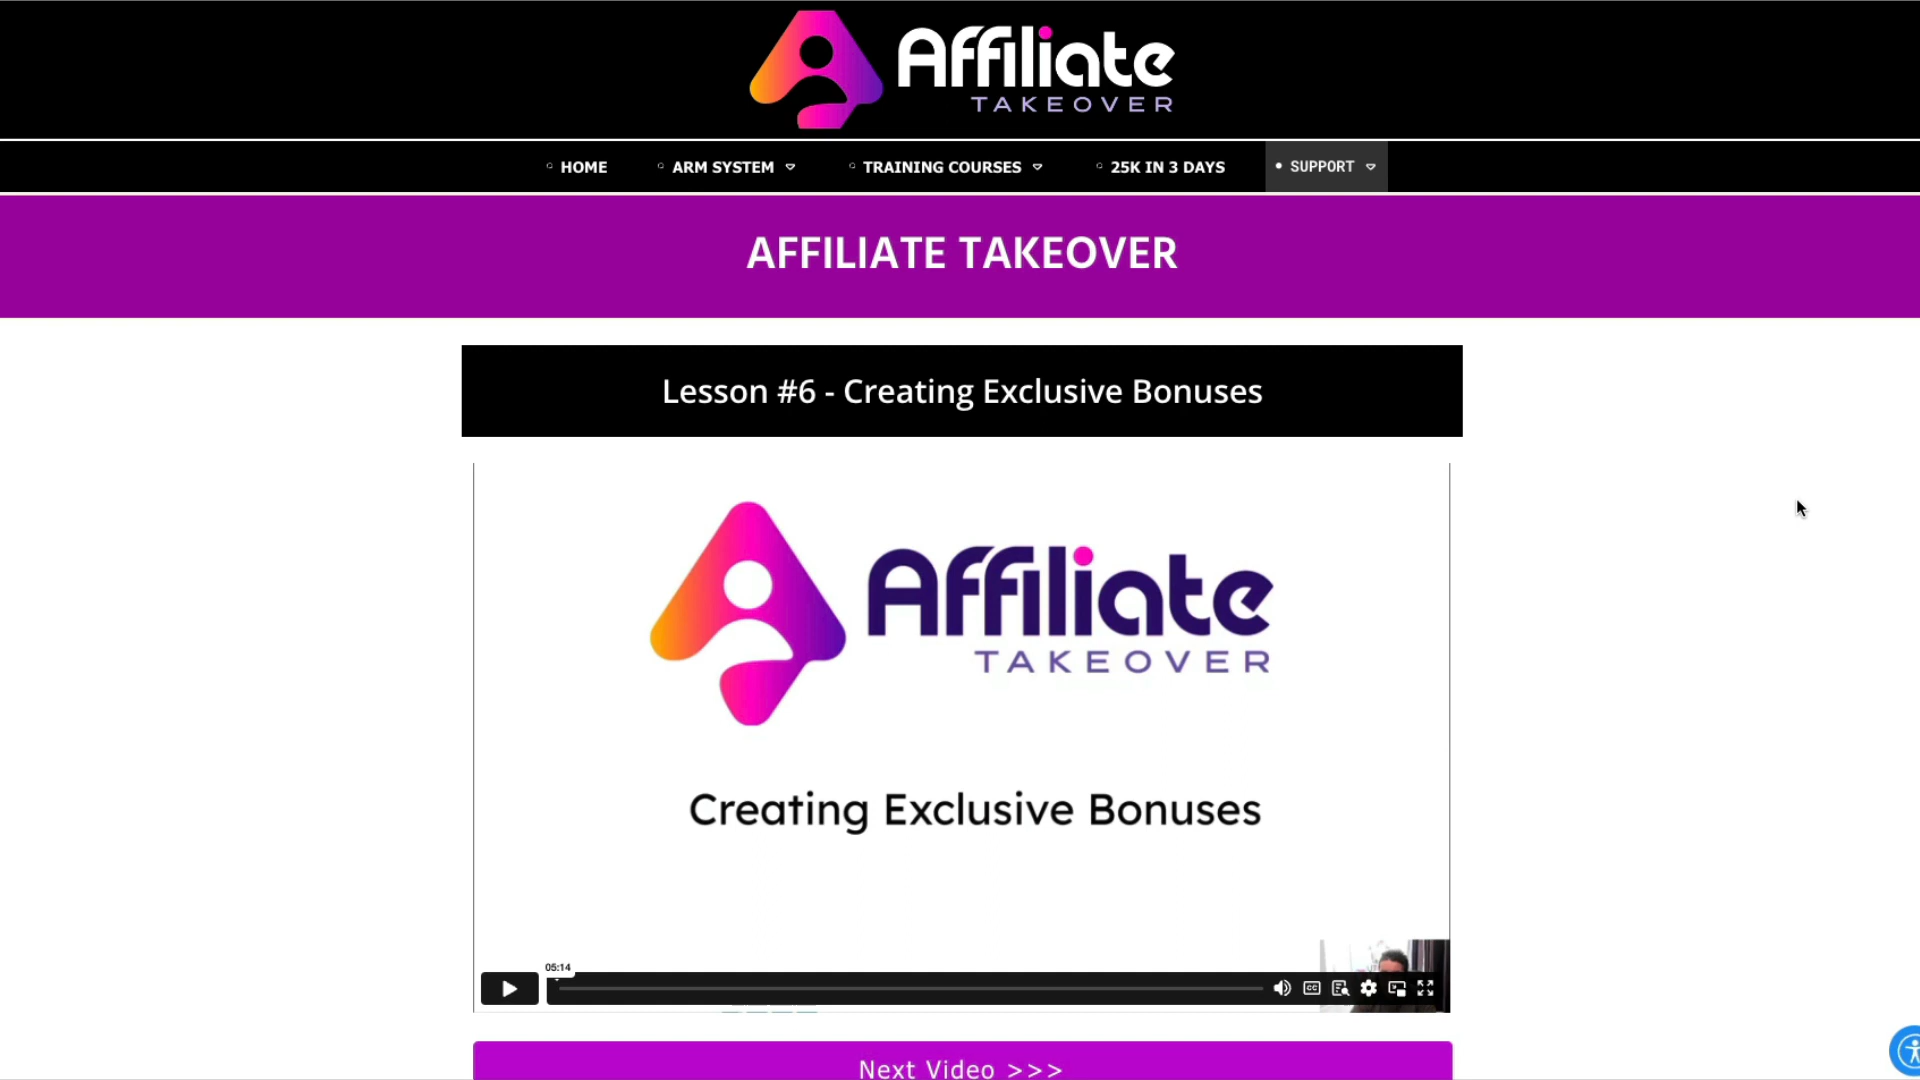 Affiliate
TAKEOVER
HOME
ARM SYSTEM
TRAINING COURSES
25K IN 3 DAYS
SUPPORT
AFFILIATE TAKEOVER
Lesson #6 - Creating Exclusive Bonuses
Affiliate
TAKEOVER
Creating Exclusive Bonuses
05:14
CC
Next Video >>>